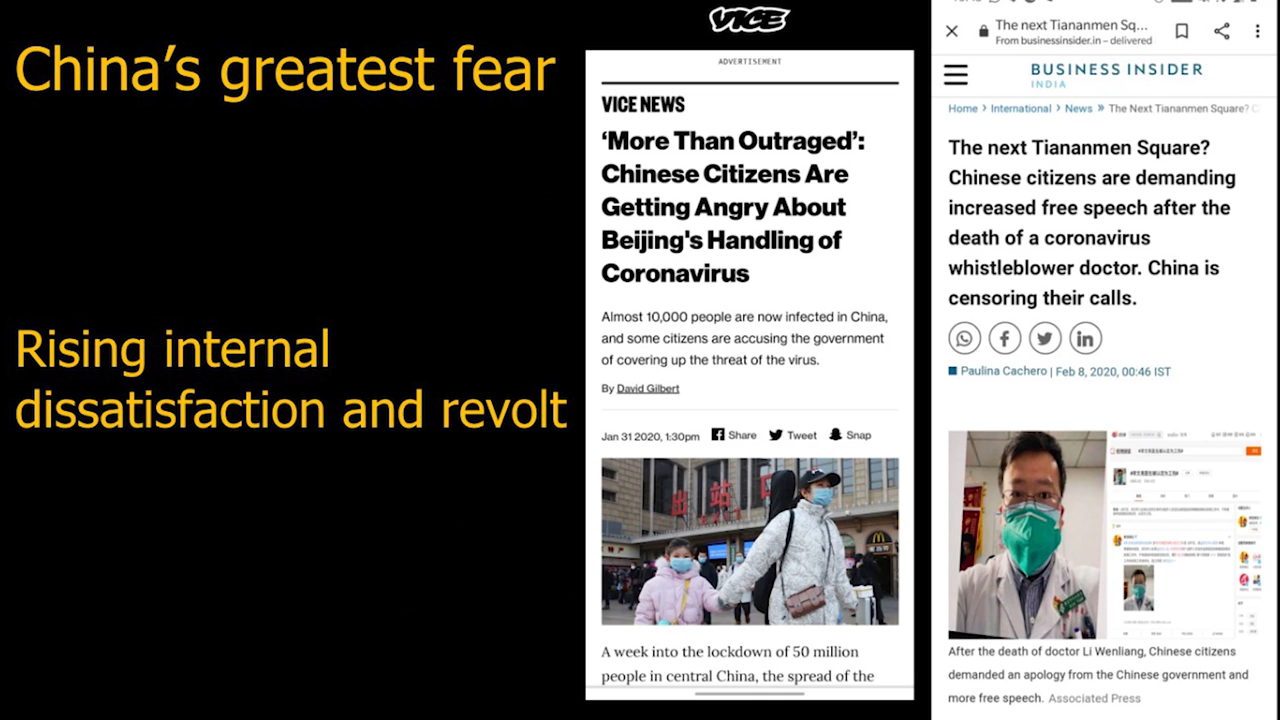 China’s greatest fear
Rising internal
dissatisfaction and revolt
VICE
ADVERTISEMENT
VICE NEWS
‘More Than Outraged’:
Chinese Citizens Are
Getting Angry About
Beijing's Handling of
Coronavirus
Almost 10,000 people are now infected in China,
and some citizens are accusing the government
of covering up the threat of the virus.
By David Gilbert
Jan 31 2020, 1:30pm Share Tweet Snap
出站口
A week into the lockdown of 50 million
people in central China, the spread of the
The next Tiananmen Sq...
From businessinsider.in – delivered
BUSINESS INSIDER
INDIA
Home › International › News » The Next Tiananmen Square? C
The next Tiananmen Square?
Chinese citizens are demanding
increased free speech after the
death of a coronavirus
whistleblower doctor. China is
censoring their calls.
Paulina Cachero | Feb 8, 2020, 00:46 IST
After the death of doctor Li Wenliang, Chinese citizens
demanded an apology from the Chinese government and
more free speech. Associated Press